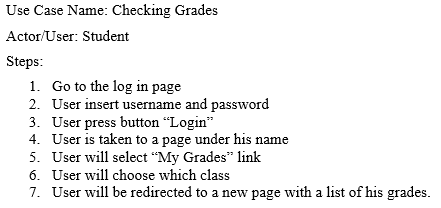 Use Case Name: Checking Grades
Actor/User: Student
Steps:
1. Go to the log in page
2. User insert username and password
3. User press button “Login”
4. User is taken to a page under his name
5. User will select “My Grades” link
6. User will choose which class
7. User will be redirected to a new page with a list of his grades.